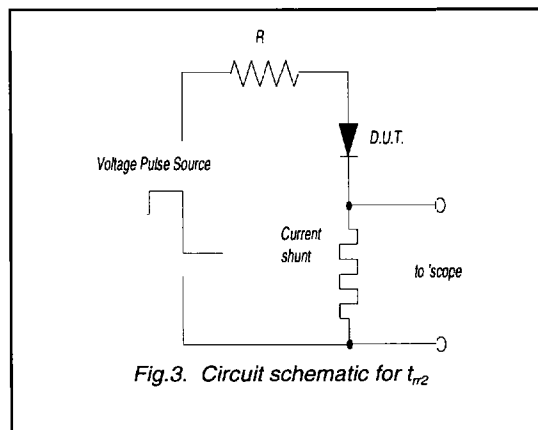 R
D.U.T.
Voltage Pulse Source
Current
shunt
to 'scope
Fig.3. Circuit schematic for trr2